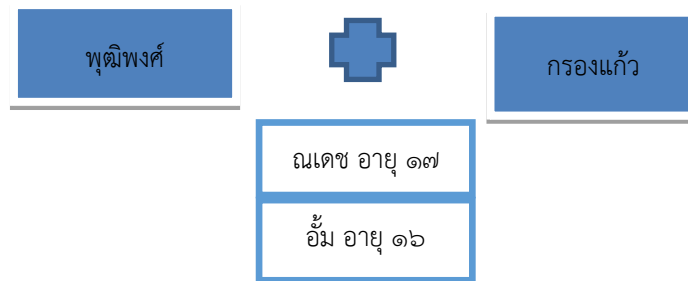 พุฒิพงศ์
กรองแก้ว
ณเดช อายุ ๑๗
อั้ม อายุ ๑๖